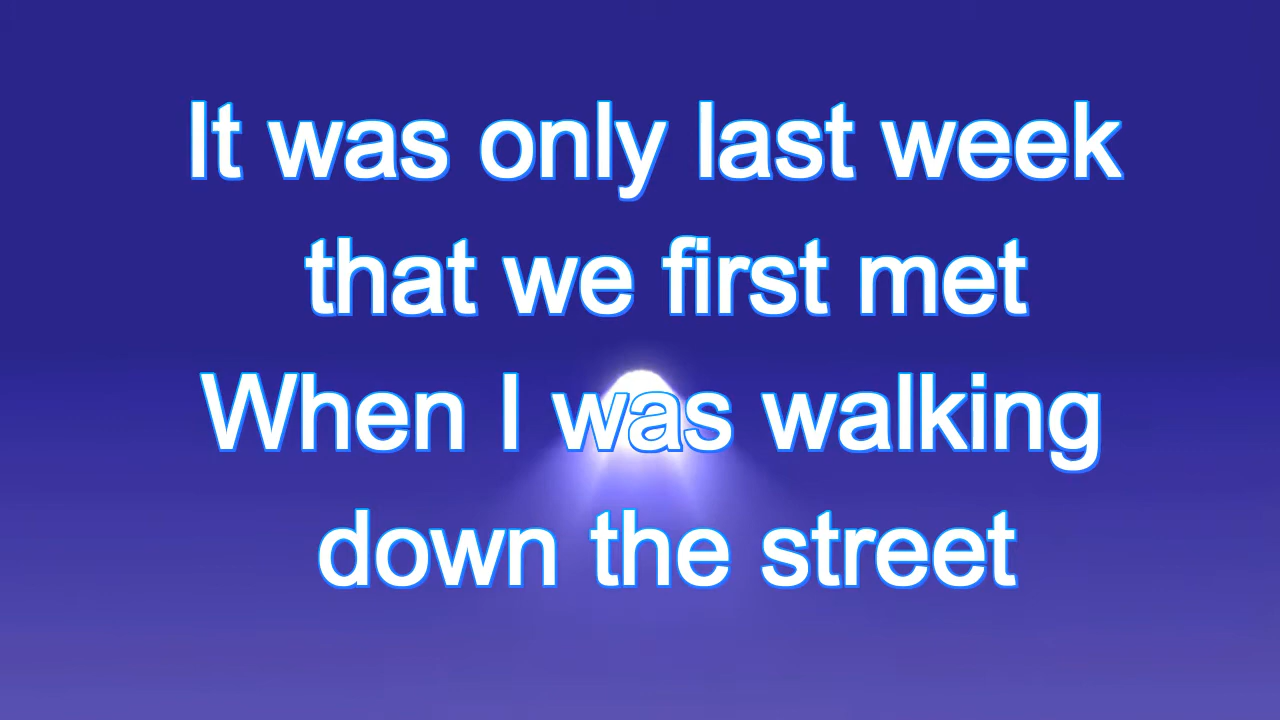 It was only last week
that we first met
When I was walking
down the street